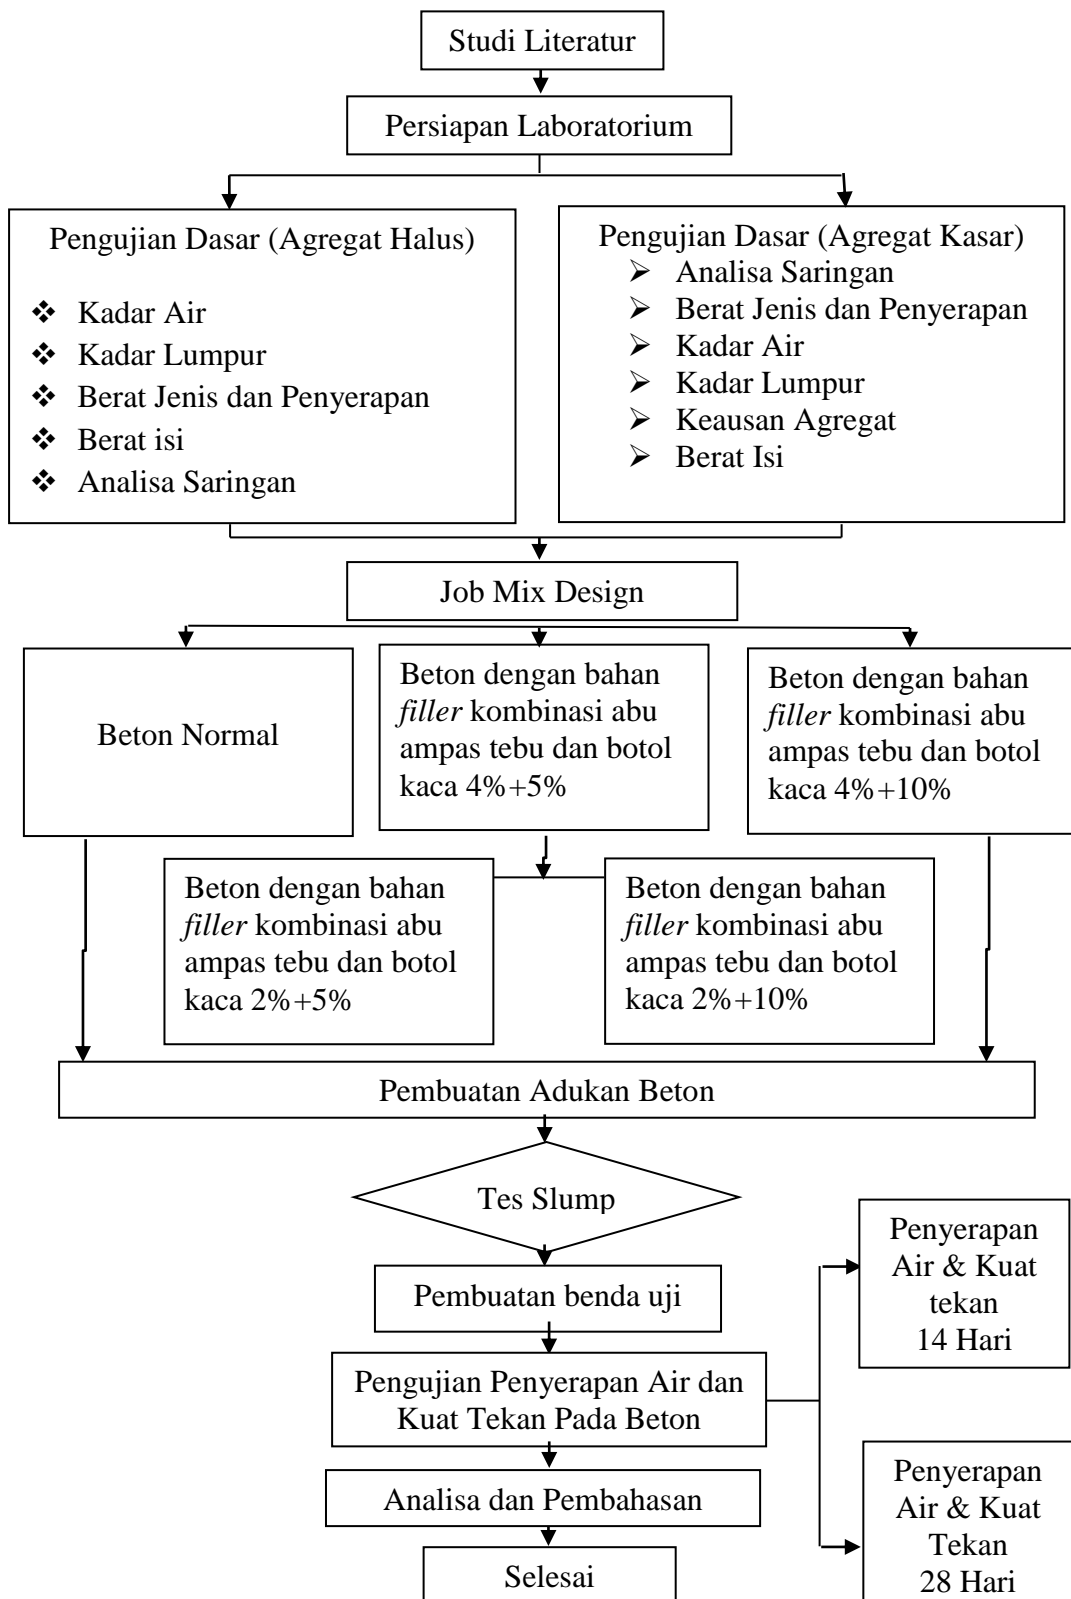 Studi Literatur
Persiapan Laboratorium
Pengujian Dasar (Agregat Halus)
❖ Kadar Air
❖ Kadar Lumpur
❖ Berat Jenis dan Penyerapan
❖ Berat isi
❖ Analisa Saringan
Pengujian Dasar (Agregat Kasar)
➢ Analisa Saringan
➢ Berat Jenis dan Penyerapan
➢ Kadar Air
➢ Kadar Lumpur
➢ Keausan Agregat
➢ Berat Isi
Job Mix Design
Beton Normal
Beton dengan bahan
filler kombinasi abu
ampas tebu dan botol
kaca 4%+5%
Beton dengan bahan
filler kombinasi abu
ampas tebu dan botol
kaca 4%+10%
Beton dengan bahan
filler kombinasi abu
ampas tebu dan botol
kaca 2%+5%
Beton dengan bahan
filler kombinasi abu
ampas tebu dan botol
kaca 2%+10%
Pembuatan Adukan Beton
Tes Slump
Pembuatan benda uji
Penyerapan
Air & Kuat
tekan
14 Hari
Pengujian Penyerapan Air dan
Kuat Tekan Pada Beton
Penyerapan
Air & Kuat
Tekan
28 Hari
Analisa dan Pembahasan
Selesai